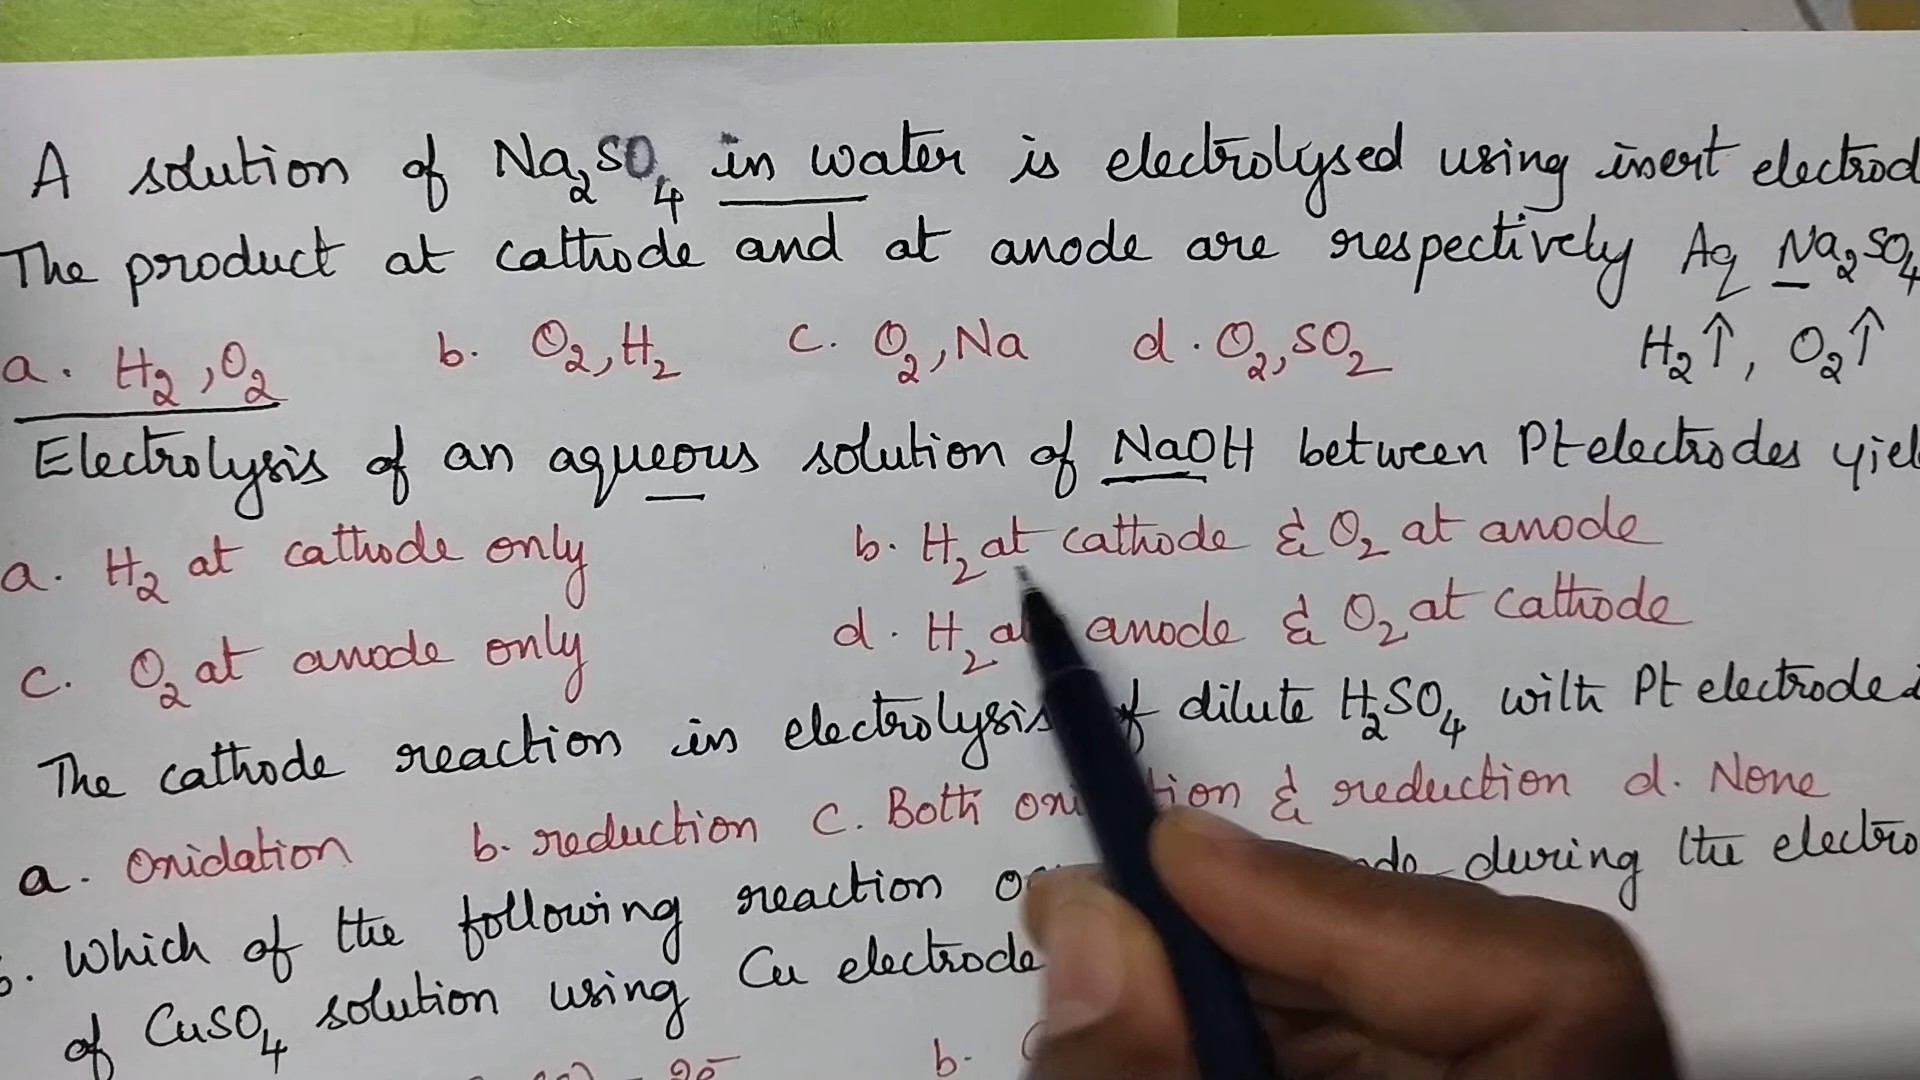 A solution of Na₂SO₄ in water is electrolysed using inert electrod
The product at cathode and at anode are respectively Aq Na₂SO₄
a. H₂, O₂ b. O₂, H₂ c. O₂, Na d. O₂, SO₂ H₂↑, O₂↑
Electrolysis of an aqueous solution of NaOH between Pt electrodes yiel
a. H₂ at cathode only b. H₂ at cathode & O₂ at anode
c. O₂ at anode only d. H₂ at anode & O₂ at cathode
The cathode reaction in electrolysis of dilute H₂SO₄ with Pt electrode
a. Oxidation b. reduction c. Both oxidation & reduction d. None
Which of the following reaction during the electro
of CuSO₄ solution using Cu electrode
b.